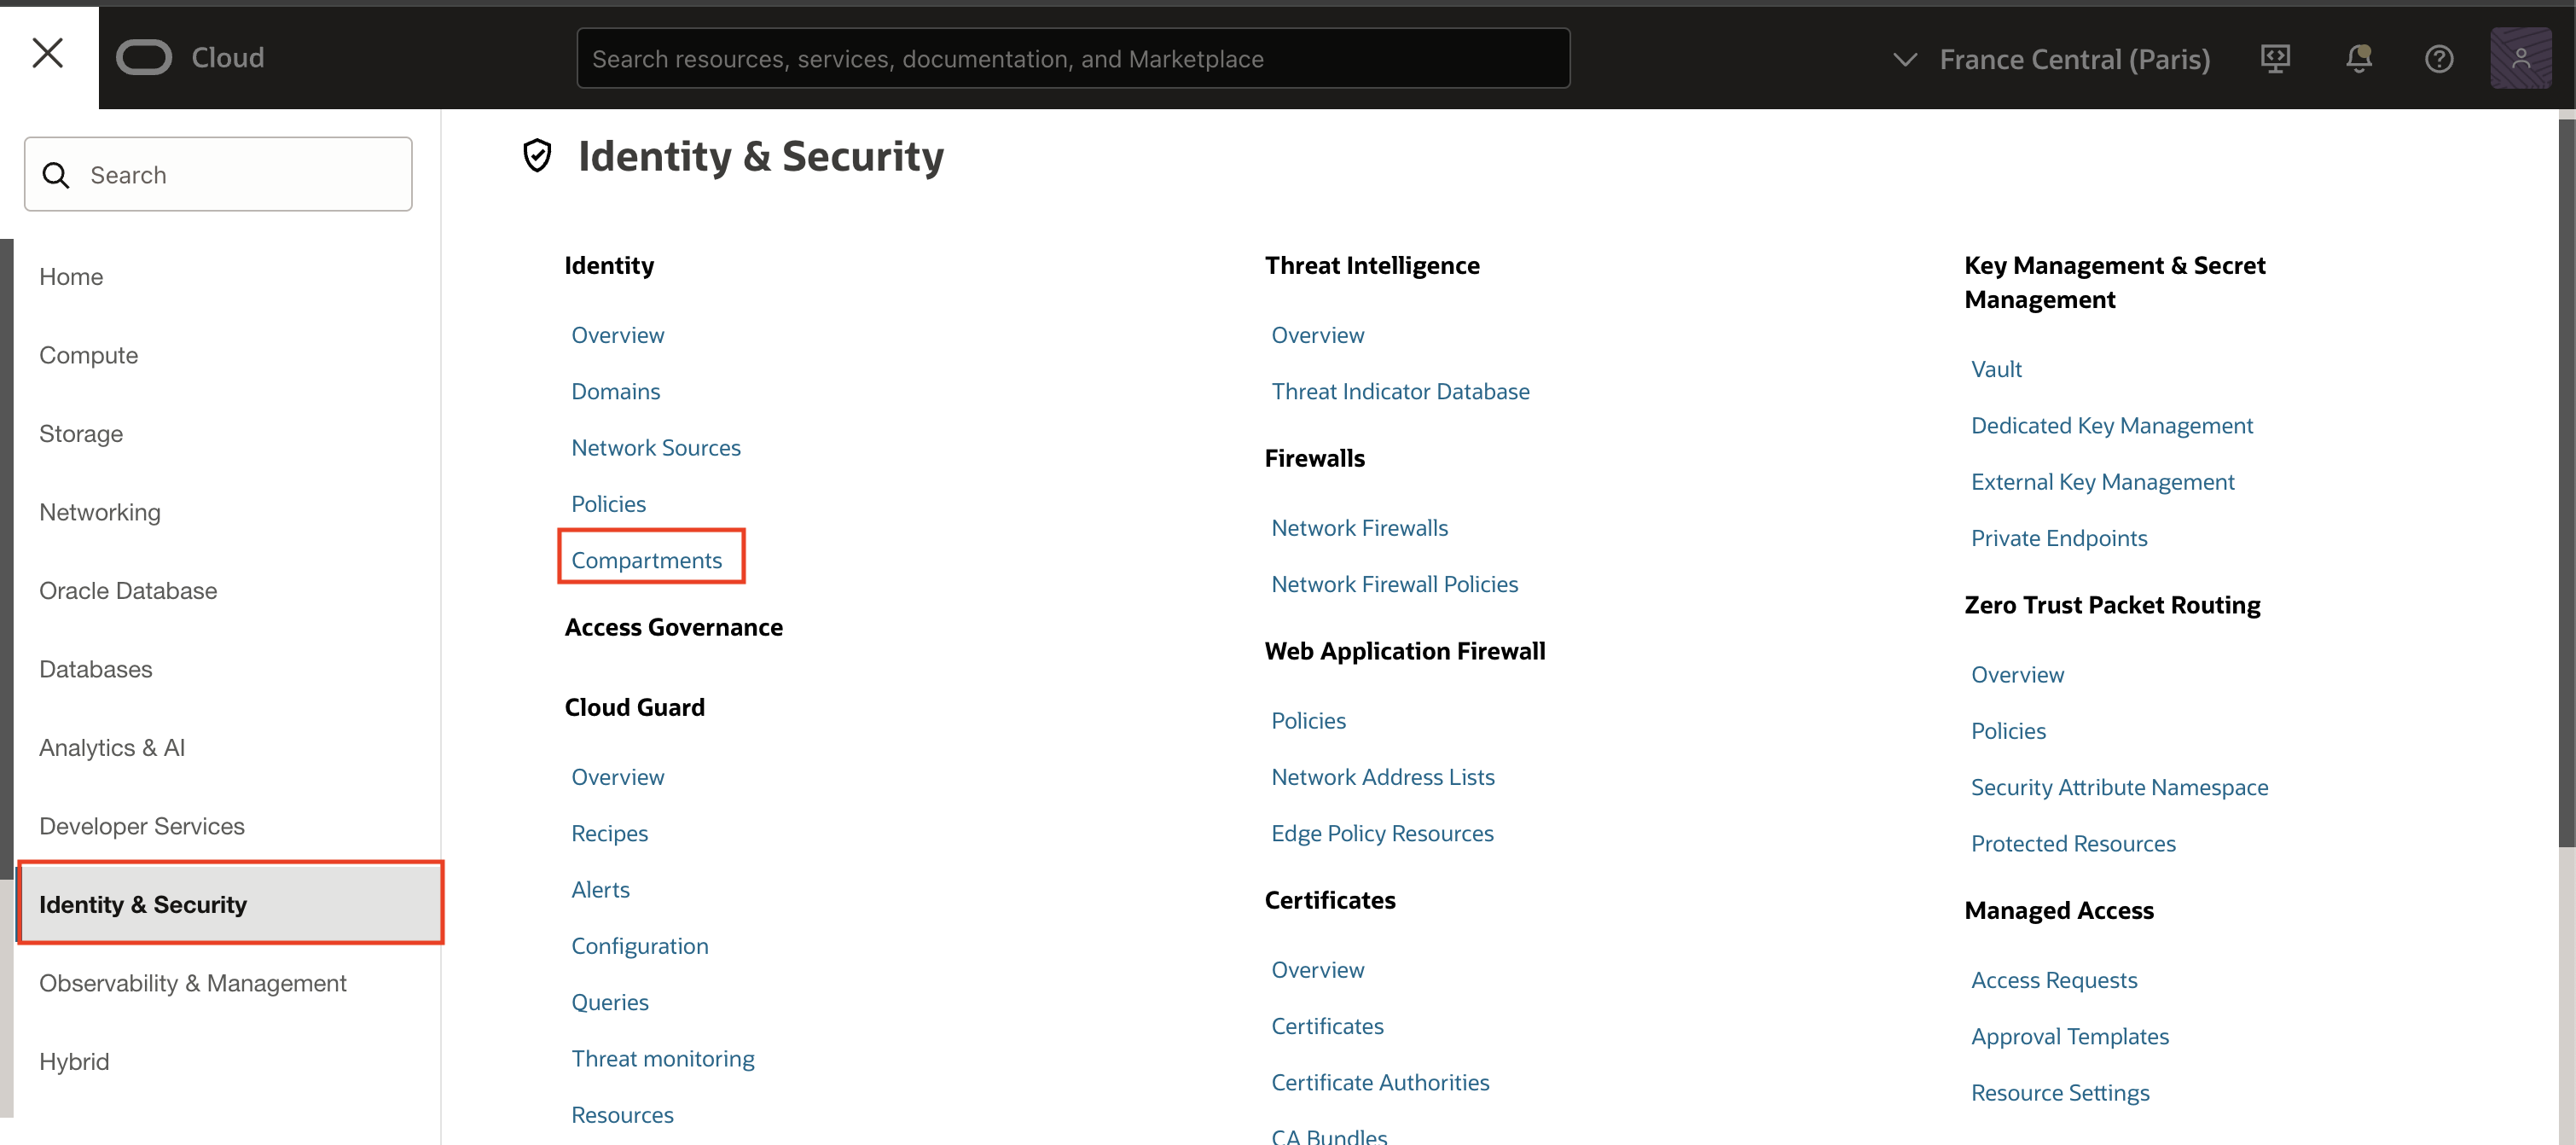 Cloud
Search resources, services, documentation, and Marketplace
France Central (Paris)
Search
Home
Compute
Storage
Networking
Oracle Database
Databases
Analytics & AI
Developer Services
Identity & Security
Observability & Management
Hybrid
Identity & Security
Identity
Overview
Domains
Network Sources
Policies
Compartments
Access Governance
Cloud Guard
Overview
Recipes
Alerts
Configuration
Queries
Threat monitoring
Resources
Threat Intelligence
Overview
Threat Indicator Database
Firewalls
Network Firewalls
Network Firewall Policies
Web Application Firewall
Policies
Network Address Lists
Edge Policy Resources
Certificates
Overview
Certificates
Certificate Authorities
CA Bundles
Key Management & Secret
Management
Vault
Dedicated Key Management
External Key Management
Private Endpoints
Zero Trust Packet Routing
Overview
Policies
Security Attribute Namespace
Protected Resources
Managed Access
Access Requests
Approval Templates
Resource Settings